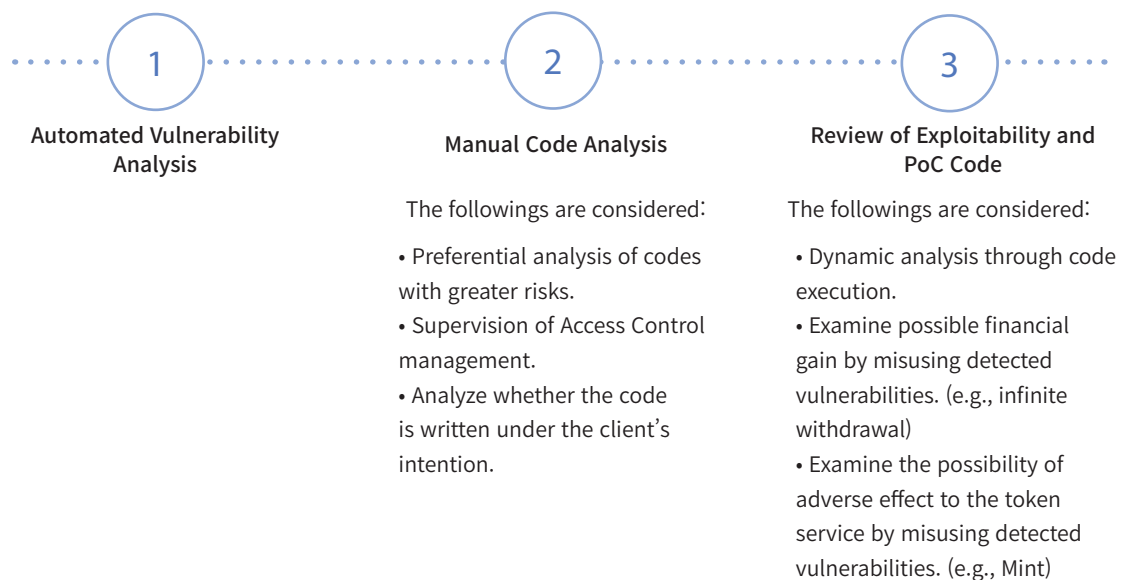 1
Automated Vulnerability
Analysis
2
Manual Code Analysis
The followings are considered:
• Preferential analysis of codes
with greater risks.
• Supervision of Access Control
management.
• Analyze whether the code
is written under the client’s
intention.
3
Review of Exploitability and
PoC Code
The followings are considered:
• Dynamic analysis through code
execution.
• Examine possible financial
gain by misusing detected
vulnerabilities. (e.g., infinite
withdrawal)
• Examine the possibility of
adverse effect to the token
service by misusing detected
vulnerabilities. (e.g., Mint)